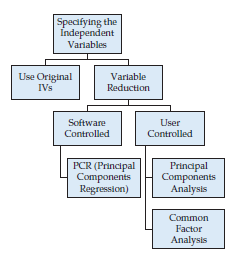 Specifying the
Independent
Variables
Use Original
IVs
Variable
Reduction
Software
Controlled
User
Controlled
PCR (Principal
Components
Regression)
Principal
Components
Analysis
Common
Factor
Analysis